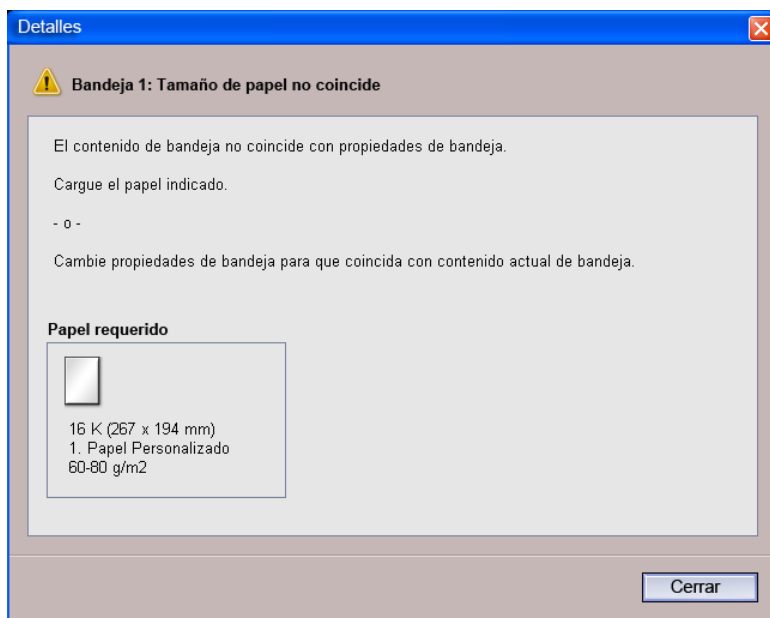 Detalles
Bandeja 1: Tamaño de papel no coincide
El contenido de bandeja no coincide con propiedades de bandeja.
Cargue el papel indicado.
- o -
Cambie propiedades de bandeja para que coincida con contenido actual de bandeja.
Papel requerido
16 K (267 x 194 mm)
1. Papel Personalizado
60-80 g/m2
Cerrar